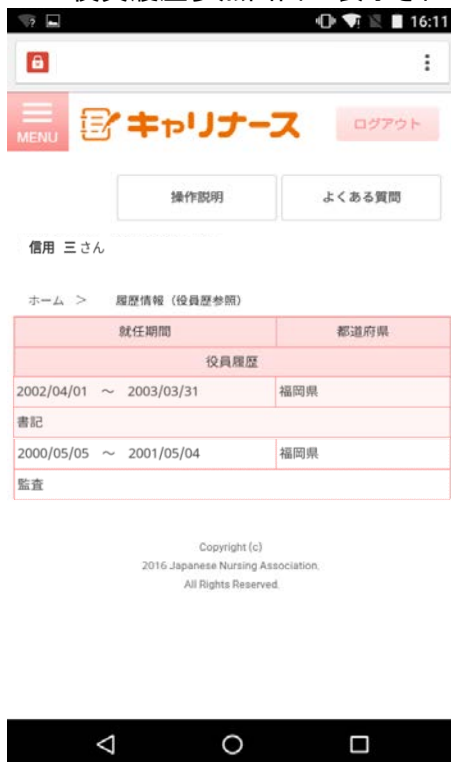 16:11
MENU
キャリナース
ログアウト
操作説明
よくある質問
信用 三さん
ホーム ＞ 履歴情報（役員歴参照）
就任期間 都道府県
役員履歴
2002/04/01 ～ 2003/03/31 福岡県
書記
2000/05/05 ～ 2001/05/04 福岡県
監査
Copyright (c)
2016 Japanese Nursing Association.
All Rights Reserved.